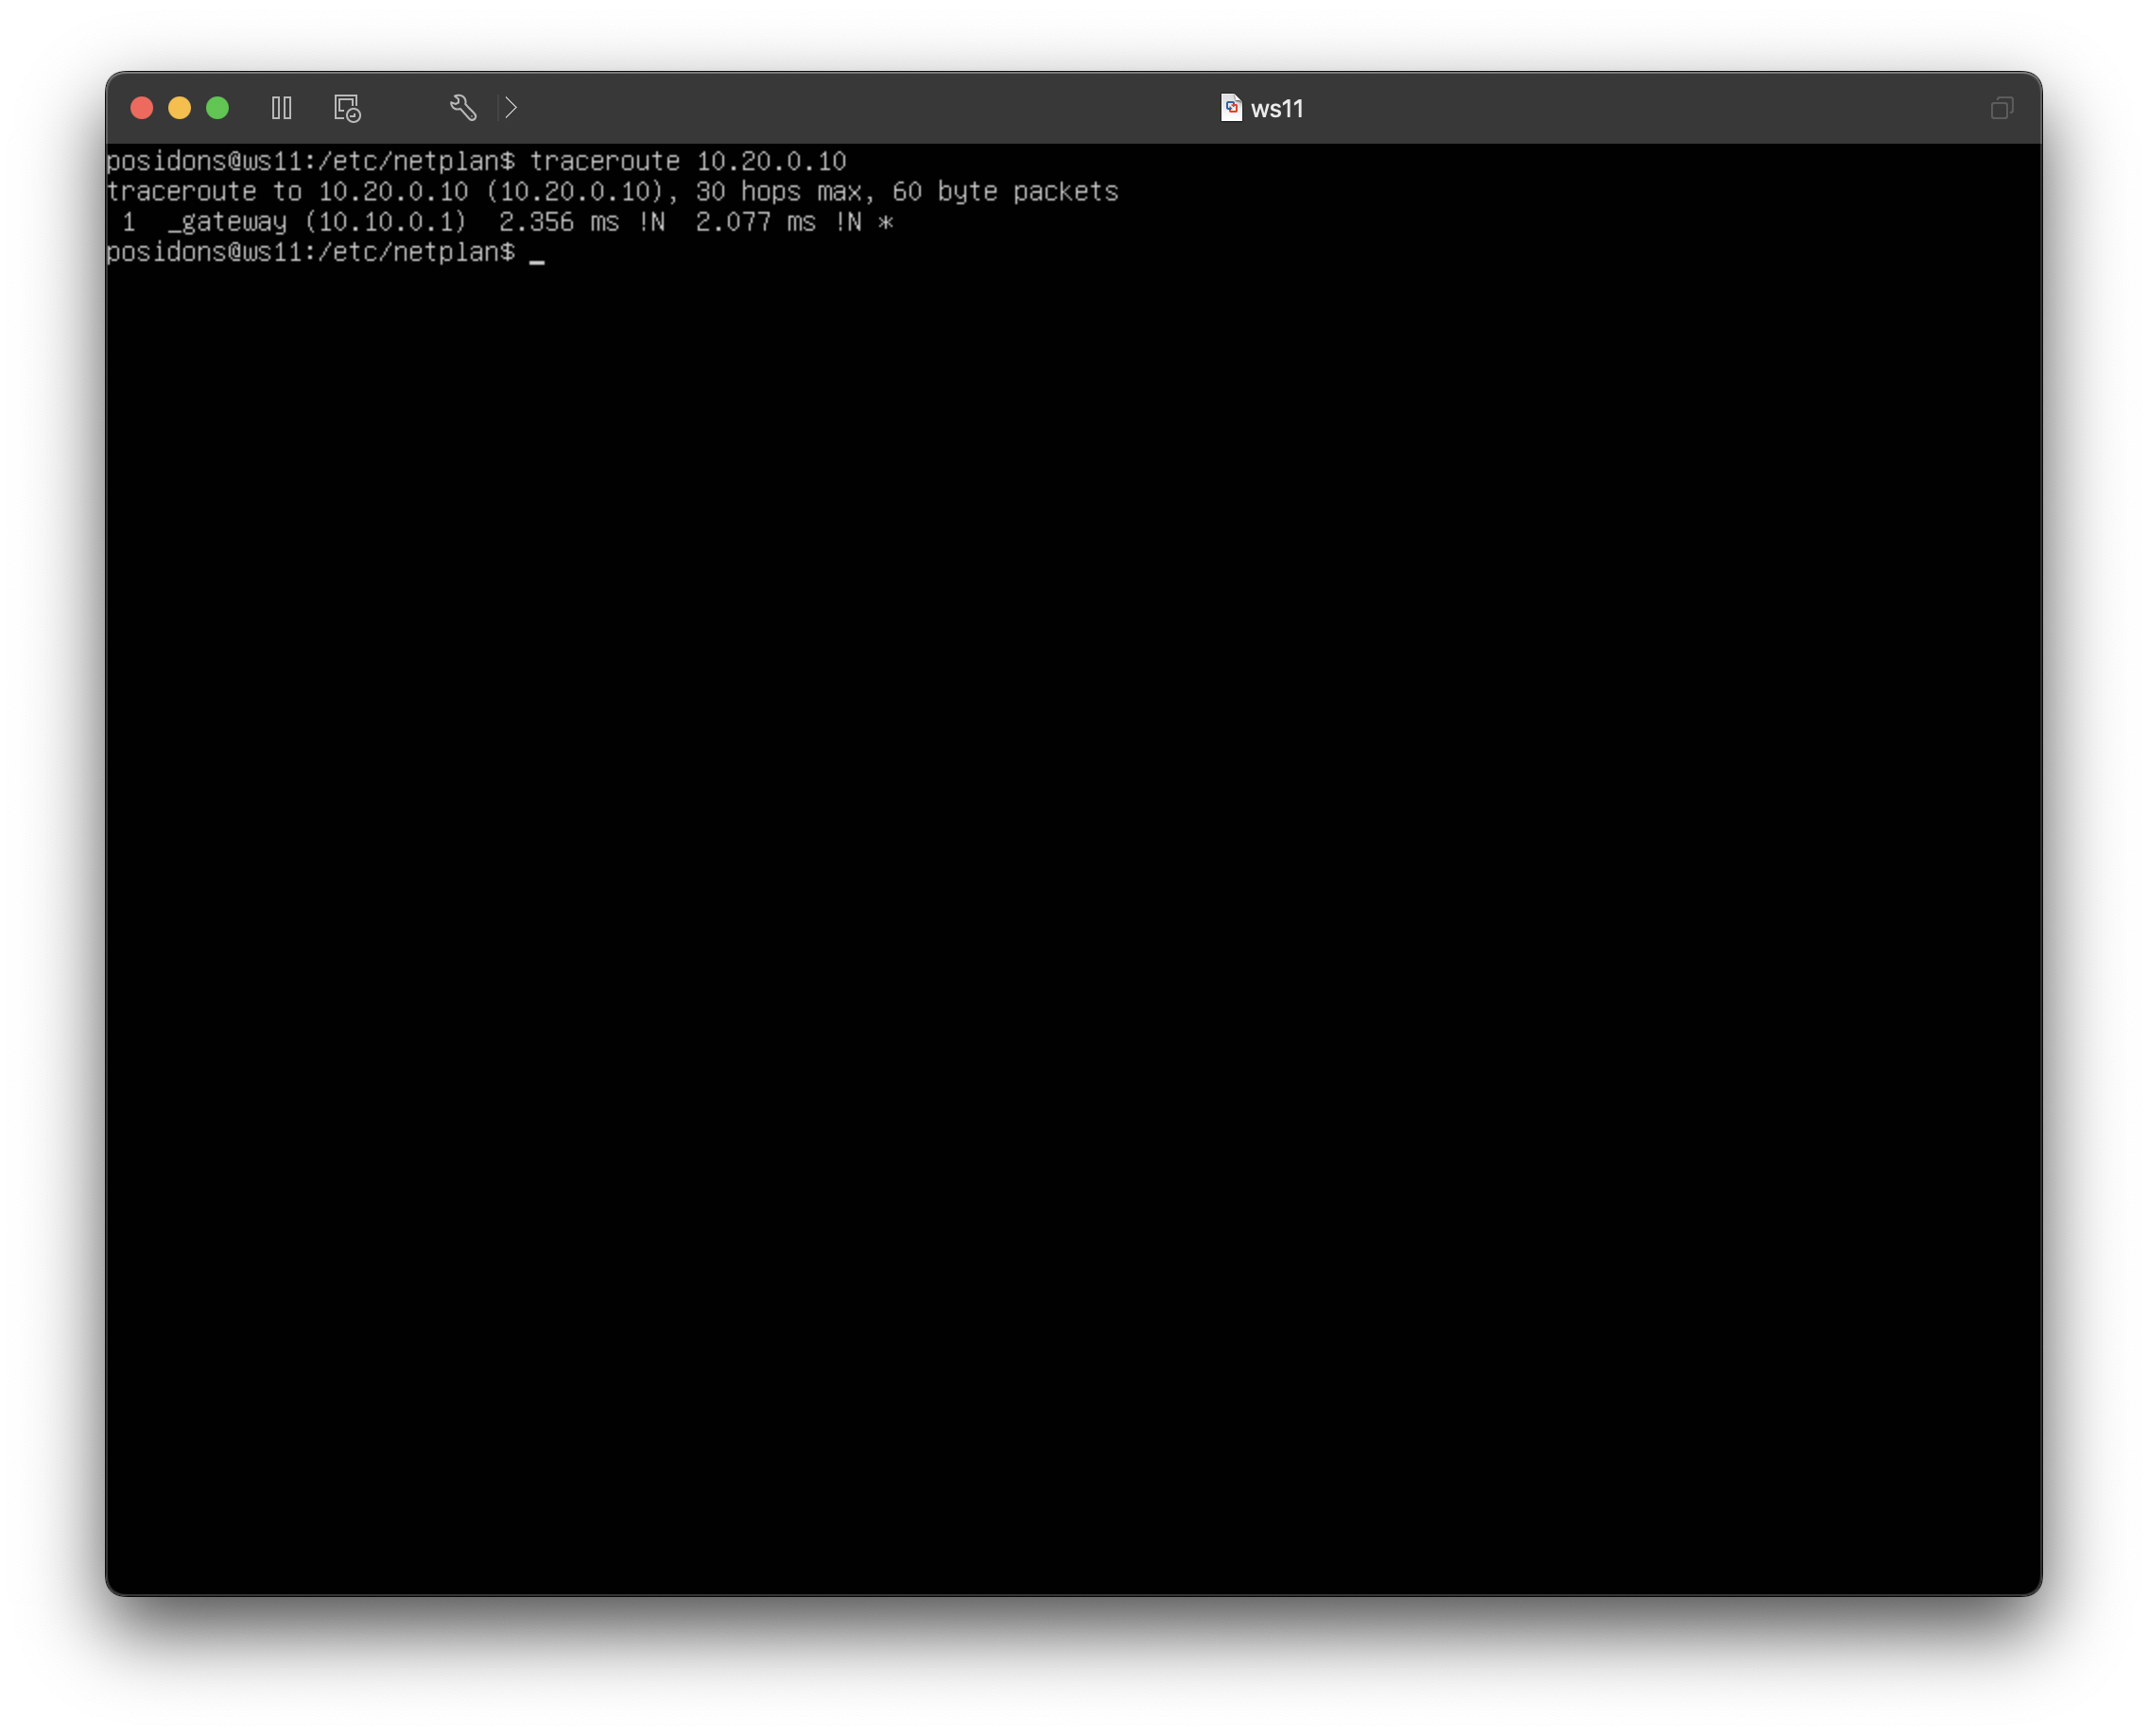 ws11
posidons@ws11:/etc/netplan$ traceroute 10.20.0.10
traceroute to 10.20.0.10 (10.20.0.10), 30 hops max, 60 byte packets
 1  _gateway (10.10.0.1)  2.356 ms !N  2.077 ms !N *
posidons@ws11:/etc/netplan$ _